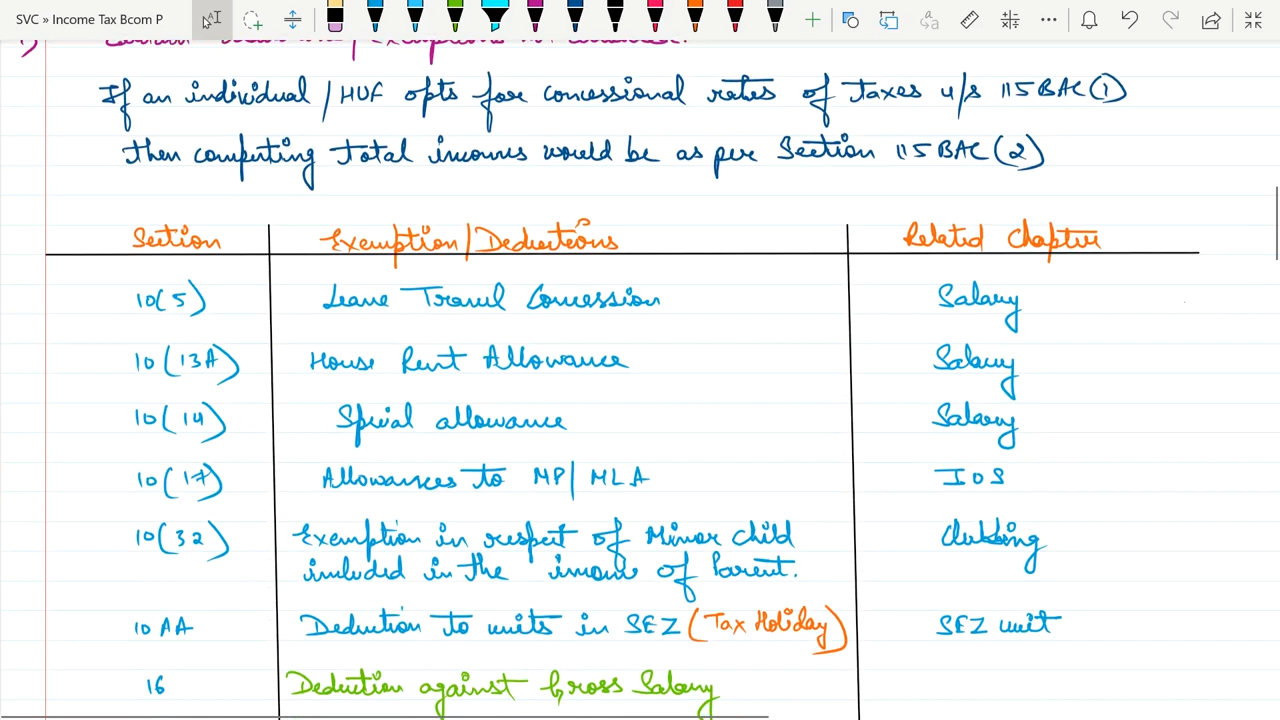 SVC » Income Tax Bcom P
If an individual / HUF opts for concessional rates of taxes u/s 115BAC(1)
then computing total incomes would be as per Section 115BAC(2)
Section Exemption/Deductions Related Chapter
10(5) Leave Travel Concession Salary
10(13A) House Rent Allowance Salary
10(14) Special allowance Salary
10(17) Allowances to MP/MLA IOS
10(32) Exemption in respect of Minor child Clubbing
included in the income of Parent.
10AA Deduction to units in SEZ (Tax Holiday) SEZ unit
16 Deduction against Gross Salary